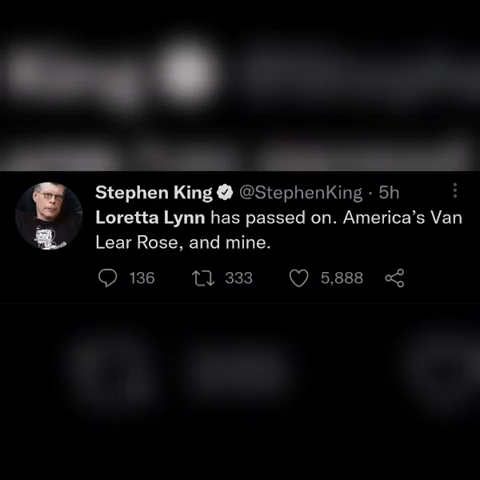 Stephen King @StephenKing · 5h
Loretta Lynn has passed on. America's Van
Lear Rose, and mine.
136 333 5,888